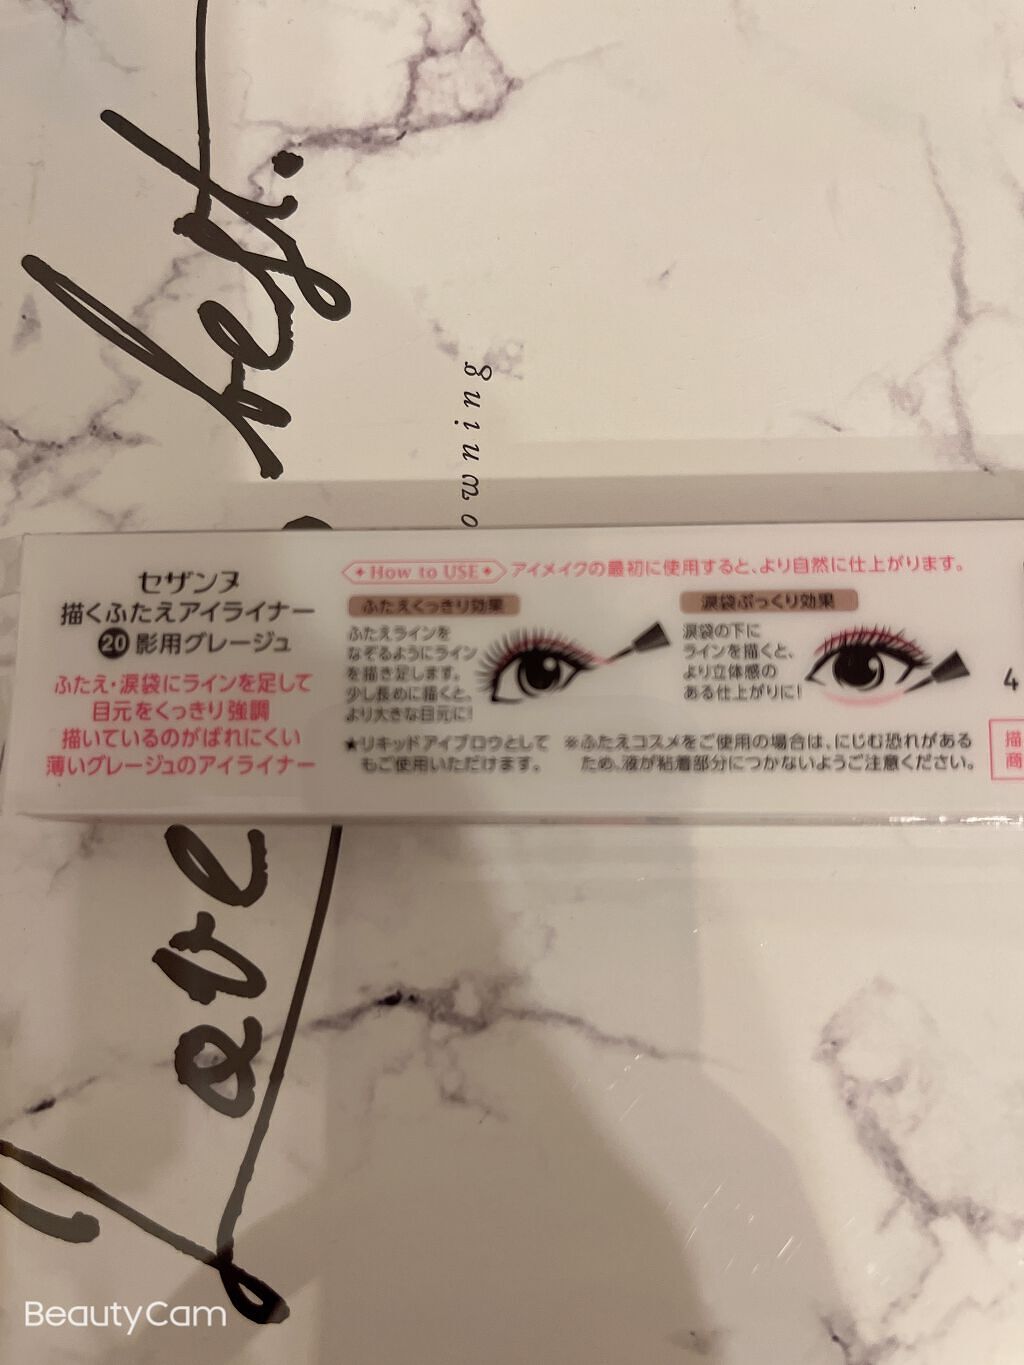 best.
owning
セザンヌ
描くふたえアイライナー
20 影用グレージュ
ふたえ・涙袋にラインを足して
目元をくっきり強調
描いているのがばれにくい
薄いグレージュのアイライナー
How to USE アイメイクの最初に使用すると、より自然に仕上がります。
ふたえくっきり効果
ふたえラインを
なぞるようにライン
を描き足します。
少し長めに描くと、
より大きな目元に!
★リキッドアイブロウとして
もご使用いただけます。
涙袋ぷっくり効果
涙袋の下に
ラインを描くと、
より立体感の
ある仕上がりに!
※ふたえコスメをご使用の場合は、にじむ恐れがある
ため、液が粘着部分につかないようご注意ください。
4
描
商
BeautyCam